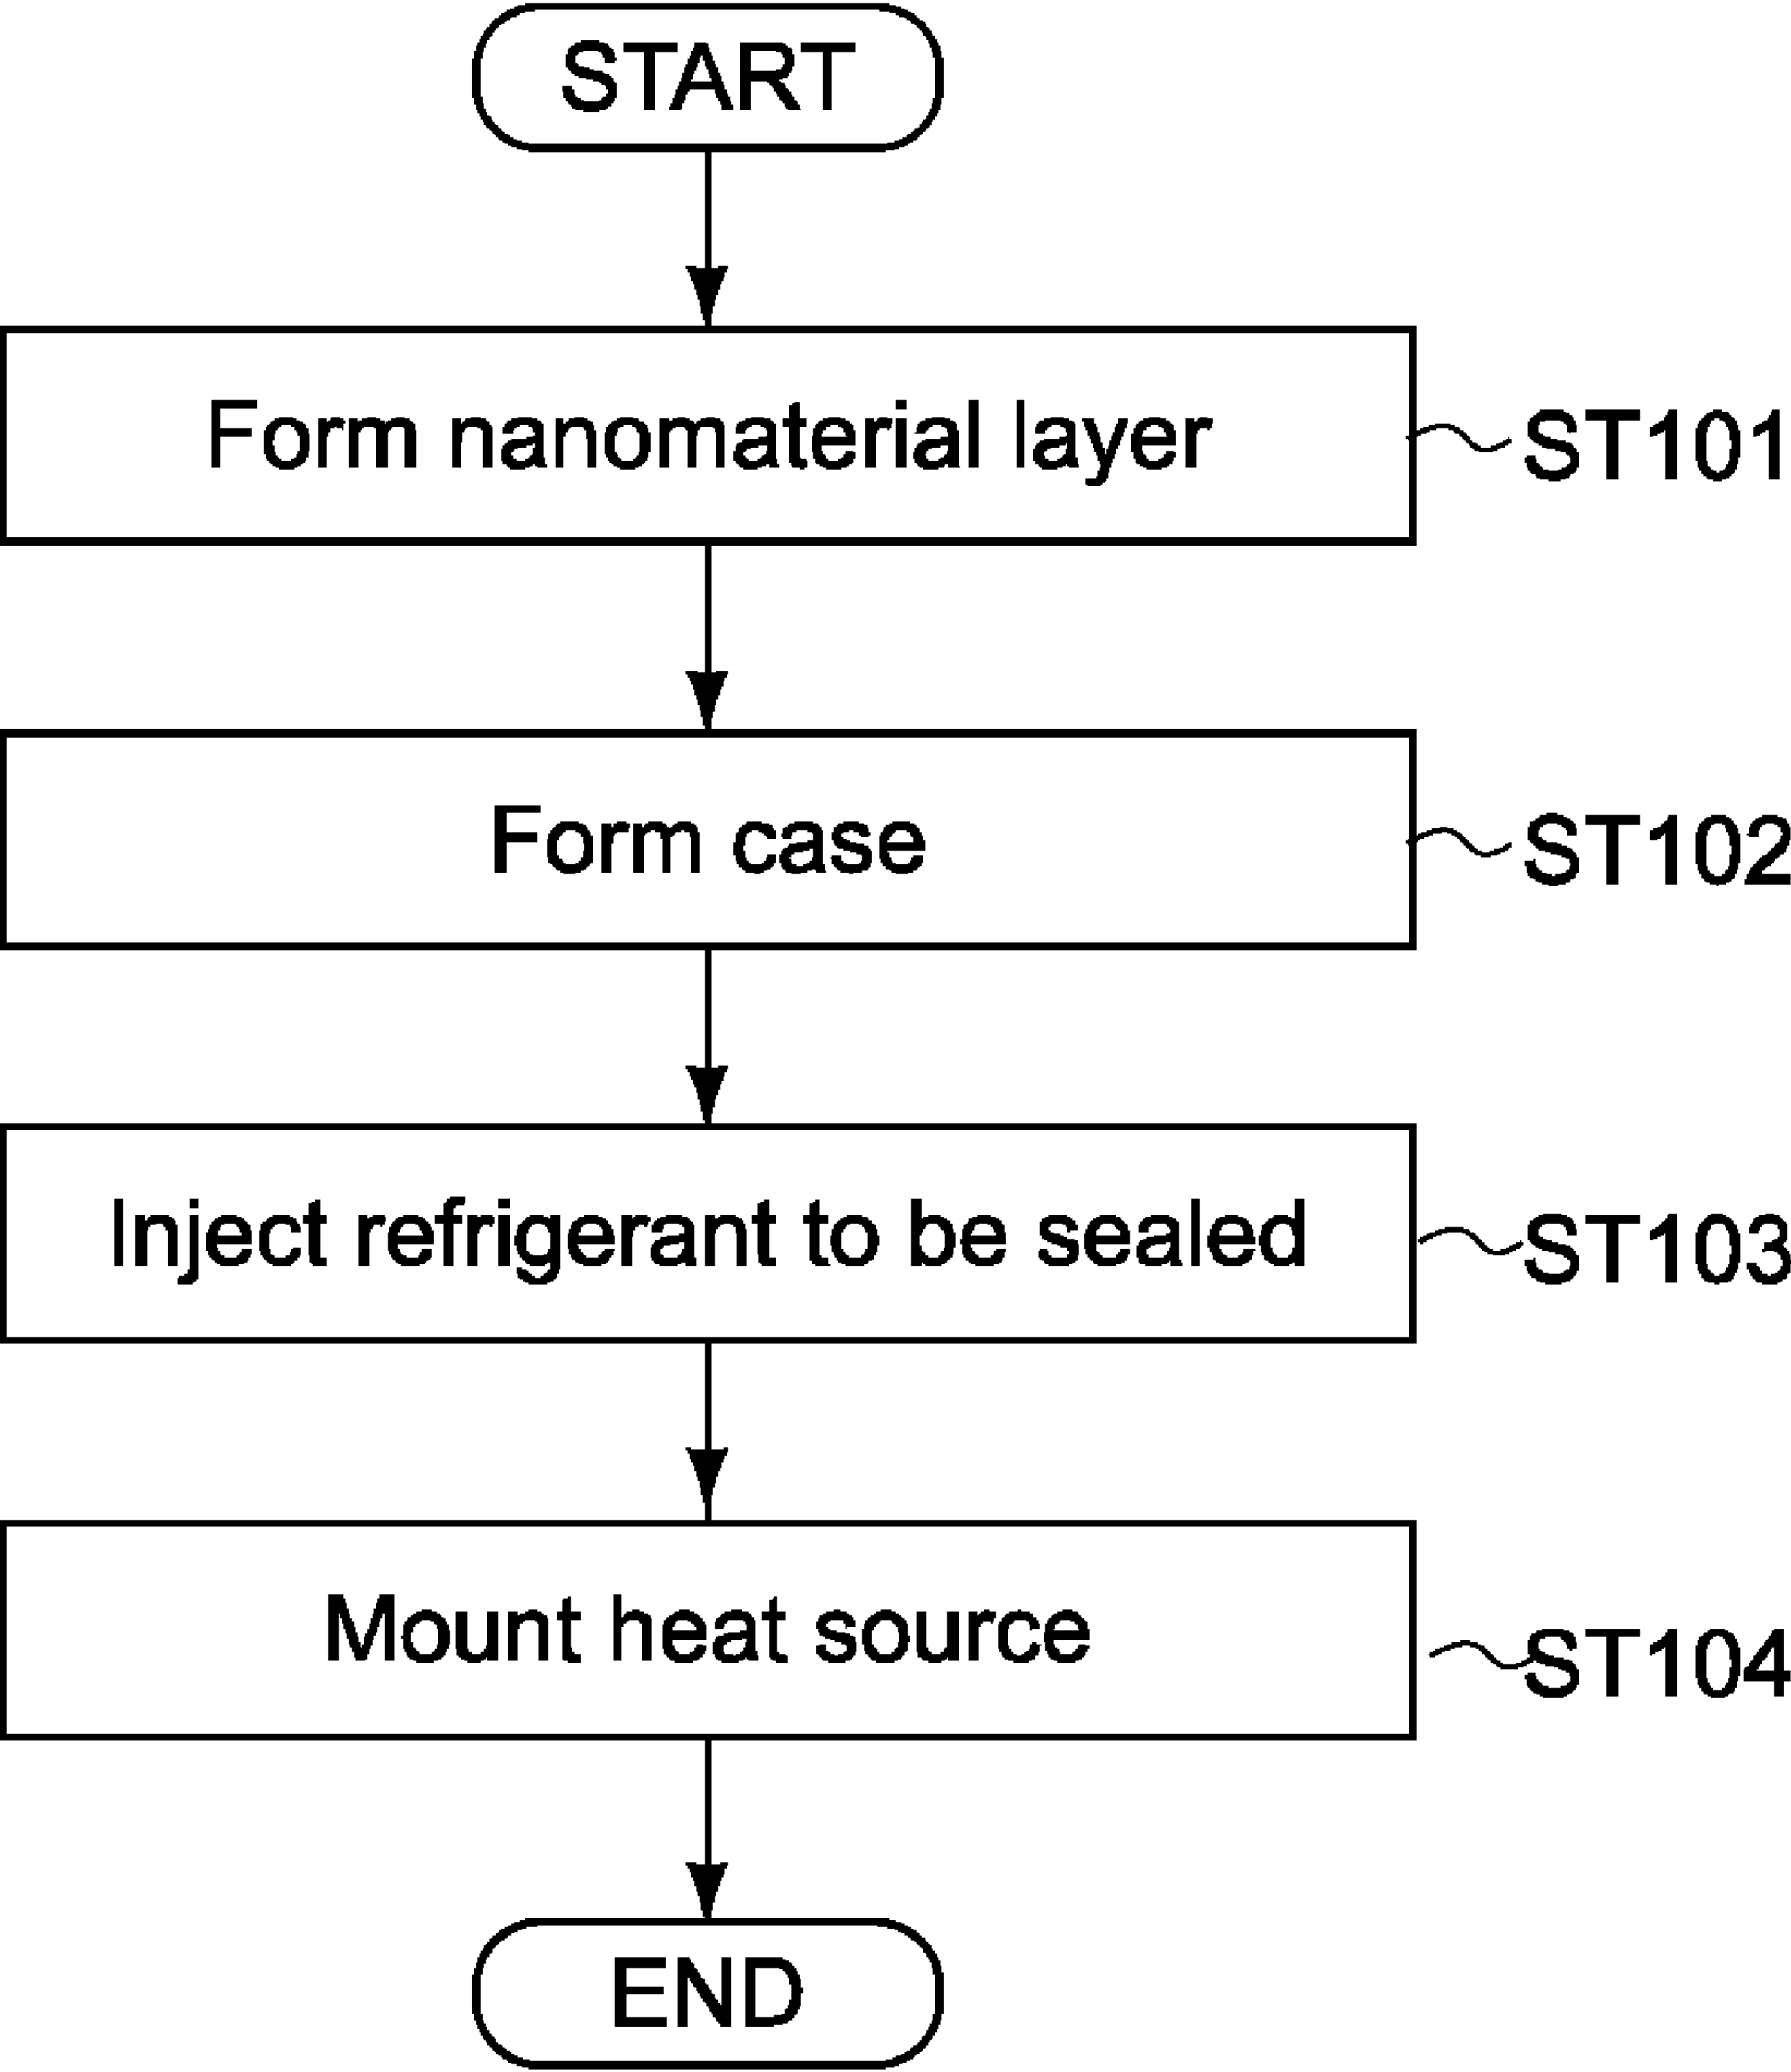 START
Form nanomaterial layer
ST101
Form case
ST102
Inject refrigerant to be sealed
ST103
Mount heat source
ST104
END